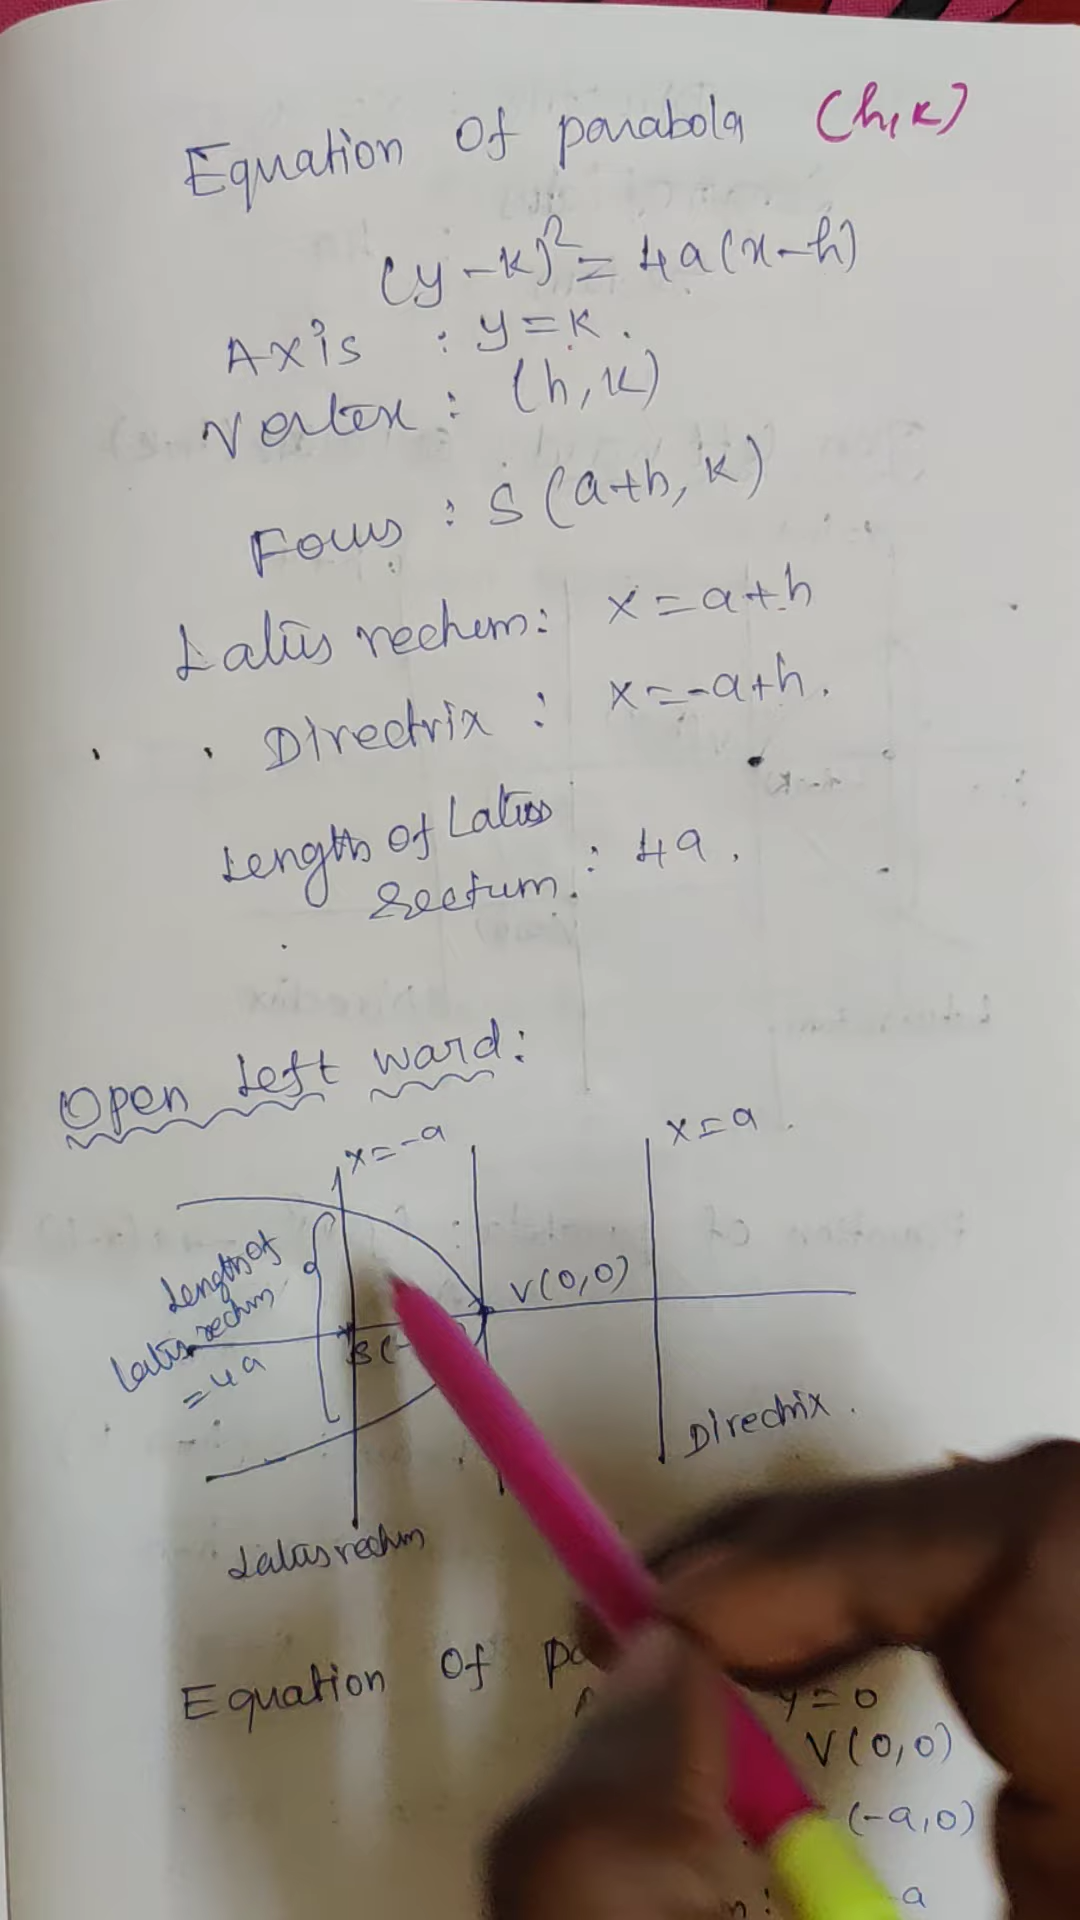 Equation of parabola (h,k)
(y-k)² = 4a(x-h)
Axis : y=k.
Vertex : (h,k)
Focus : S(a+h, k)
Latus rectum: x=a+h
Directrix : x=-a+h.
Length of Latus
rectum : 4a.
Open Left ward:
x=-a
x=a
Length of
Latus rectum
=4a
V(0,0)
S(-
Directrix.
Latus rectum
Equation of
y=0
V(0,0)
(-a,0)
a